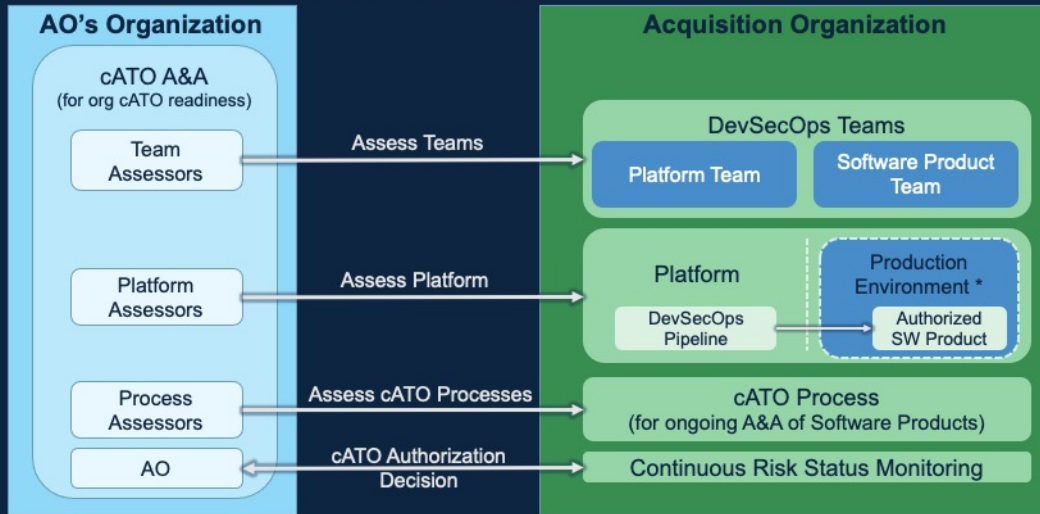 AO's Organization
Acquisition Organization
cATO A&A
(for org cATO readiness)
Team
Assessors
Assess Teams
DevSecOps Teams
Platform Team
Software Product
Team
Platform
Assessors
Assess Platform
Platform
DevSecOps
Pipeline
Production
Environment *
Authorized
SW Product
Process
Assessors
Assess cATO Processes
cATO Process
(for ongoing A&A of Software Products)
AO
cATO Authorization
Decision
Continuous Risk Status Monitoring